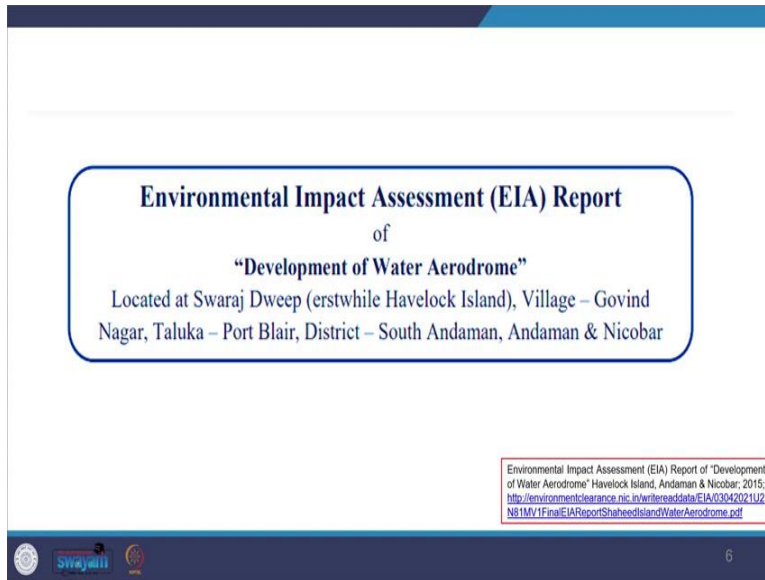 Environmental Impact Assessment (EIA) Report
of
“Development of Water Aerodrome”
Located at Swaraj Dweep (erstwhile Havelock Island), Village – Govind
Nagar, Taluka – Port Blair, District – South Andaman, Andaman & Nicobar
Environmental Impact Assessment (EIA) Report of “Development
of Water Aerodrome” Havelock Island, Andaman & Nicobar; 2015;
http://environmentclearance.nic.in/writereaddata/EIA/03042021U2
N81MV1FinalEIAReportShaheedIslandWaterAerodrome.pdf
swayam
6